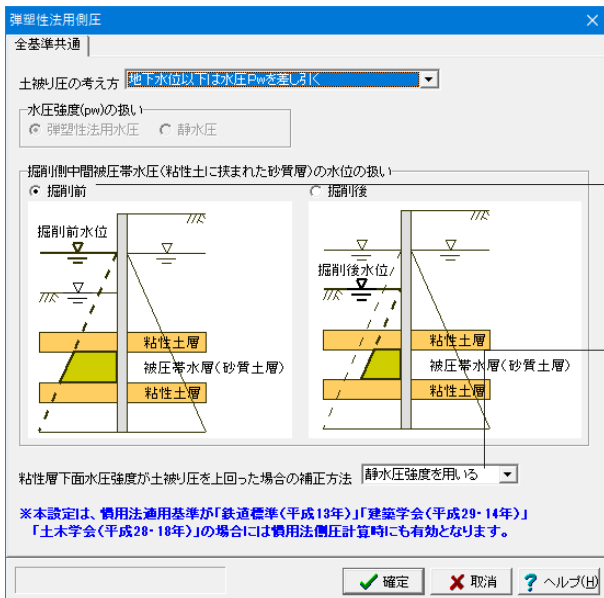 弾塑性法用側圧
全基準共通
土被り圧の考え方 地下水位以下は水圧Pwを差し引く
水圧強度(pw)の扱い
弾塑性法用水圧 静水圧
掘削側中間被圧帯水圧(粘性土に挟まれた砂質層)の水位の扱い
掘削前 掘削後
掘削前水位
掘削後水位
粘性土層
被圧帯水層(砂質土層)
粘性土層
粘性土層
被圧帯水層(砂質土層)
粘性土層
粘性層下面水圧強度が土被り圧を上回った場合の補正方法 静水圧強度を用いる
※本設定は、慣用法適用基準が「鉄道標準(平成13年)」「建築学会(平成29・14年)」
「土木学会(平成28・18年)」の場合には慣用法側圧計算時にも有効となります。
確定 取消 ヘルプ(H)